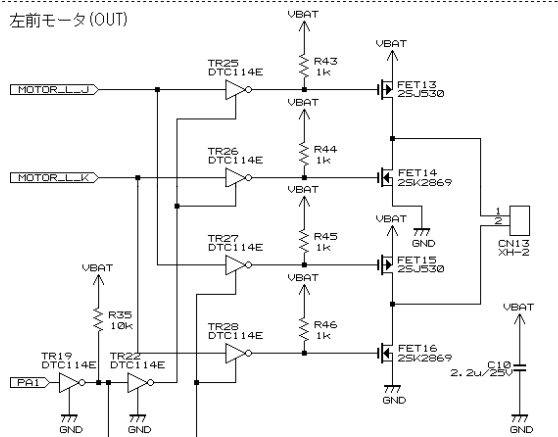 左前モータ(OUT)
VBAT
TR25
DTC114E
R43
1k
VBAT
MOTOR_L_J
FET13
2SJ530
VBAT
TR26
DTC114E
R44
1k
MOTOR_L_K
FET14
2SK2869
VBAT
1
2
CN13
XH-2
GND
VBAT
TR27
DTC114E
R45
1k
FET15
2SJ530
VBAT
VBAT
R35
10k
TR28
DTC114E
R46
1k
VBAT
FET16
2SK2869
C10
2.2u/25V
TR19
DTC114E
TR22
DTC114E
PA1
GND
GND
GND
GND